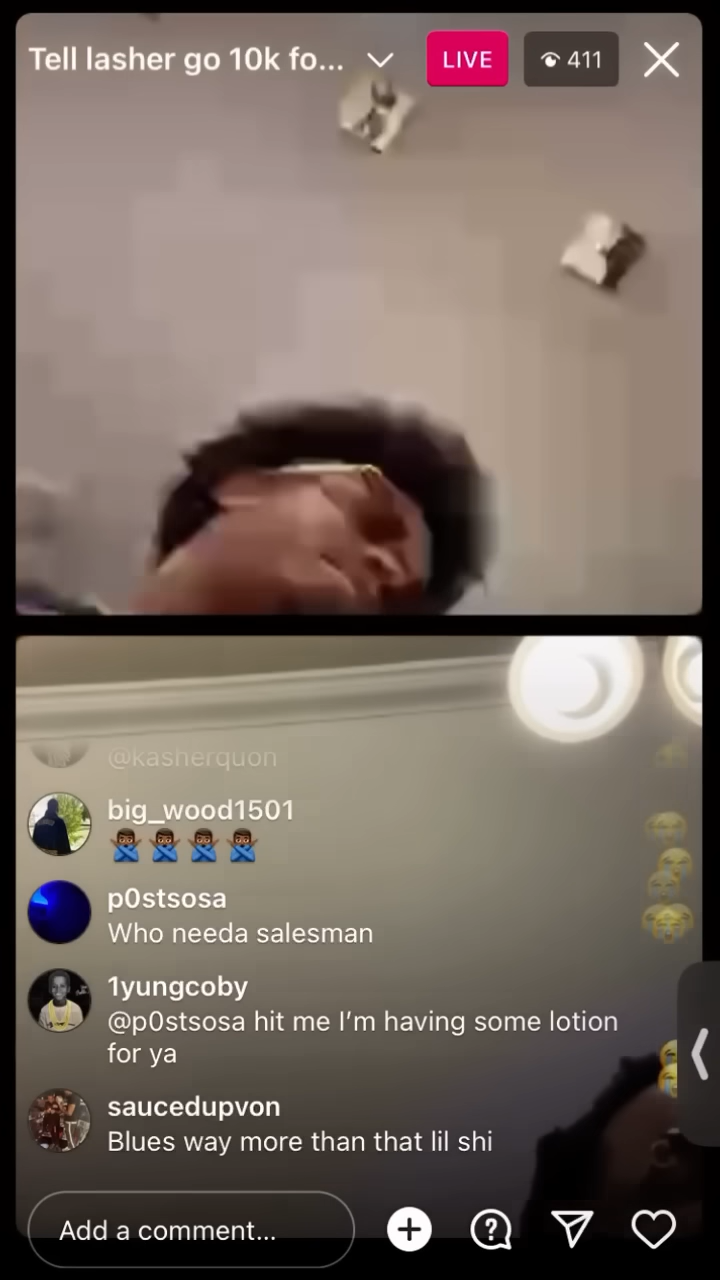 Tell lasher go 10k fo...
LIVE
411
@kasherquon
big_wood1501
🙅🏾‍♂️🙅🏾‍♂️🙅🏾‍♂️🙅🏾‍♂️
p0stsosa
Who needa salesman
1yungcoby
@p0stsosa hit me I’m having some lotion
for ya
saucedupvon
Blues way more than that lil shi
Add a comment...